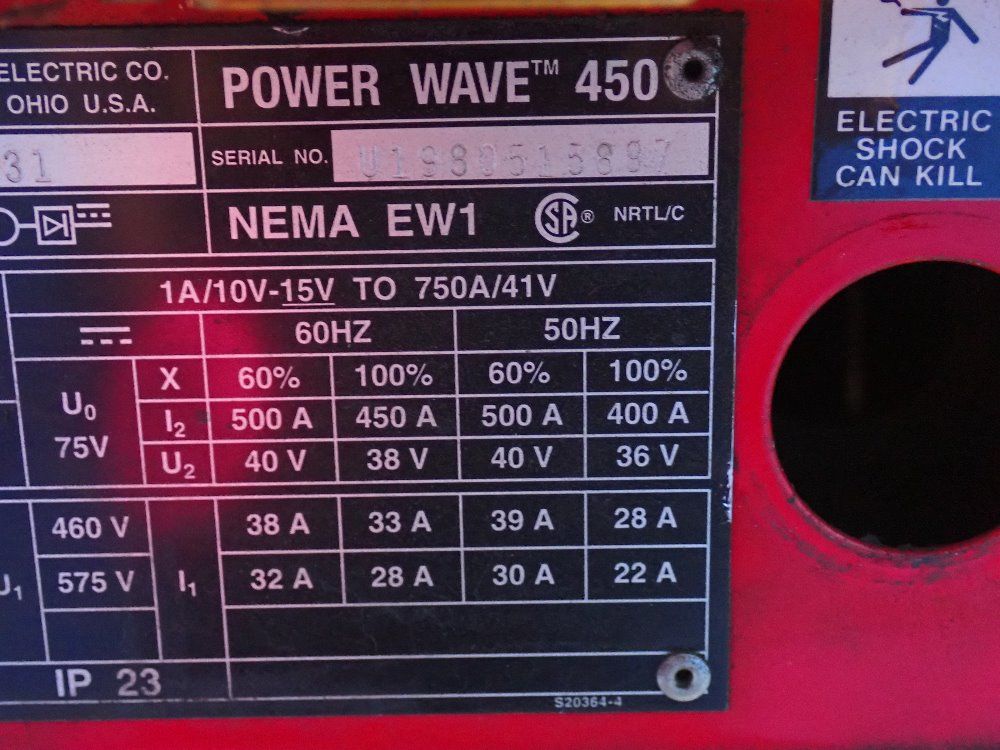 ELECTRIC CO.
OHIO U.S.A.
POWER WAVE™ 450
31
SERIAL NO. U1980515887
NEMA EW1 SA ® NRTL/C
1A/10V-15V TO 750A/41V
60HZ 50HZ
U0 75V
X 60% 100% 60% 100%
I2 500 A 450 A 500 A 400 A
U2 40 V 38 V 40 V 36 V
U1 I1
460 V 38 A 33 A 39 A 28 A
575 V 32 A 28 A 30 A 22 A
IP 23
S20364-4
ELECTRIC
SHOCK
CAN KILL